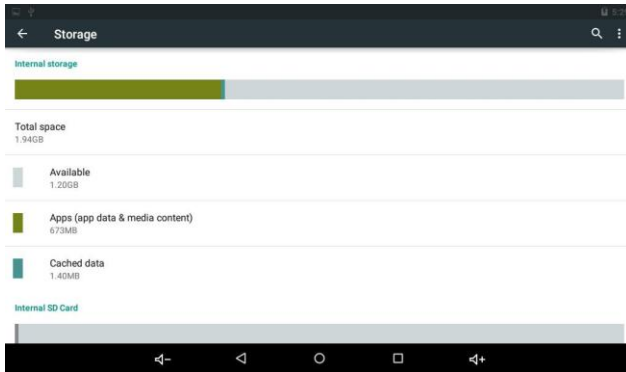 Storage
Internal storage
Total space
1.94GB
Available
1.20GB
Apps (app data & media content)
673MB
Cached data
1.40MB
Internal SD Card